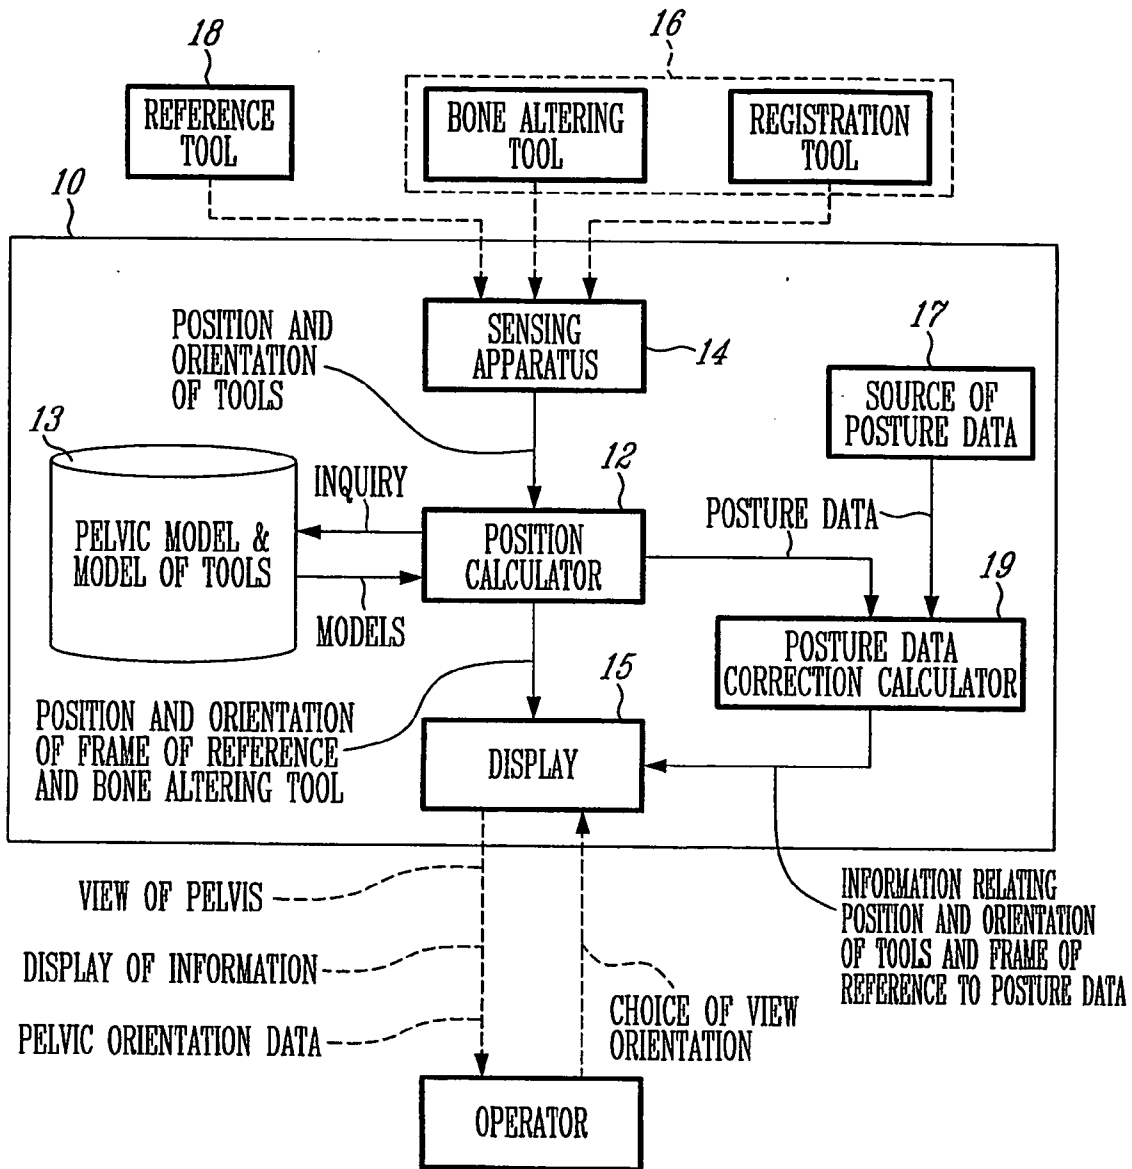 18
16
REFERENCE
TOOL
BONE ALTERING
TOOL
REGISTRATION
TOOL
10
POSITION AND
ORIENTATION
OF TOOLS
SENSING
APPARATUS
14
17
SOURCE OF
POSTURE DATA
13
INQUIRY
12
POSTURE DATA
PELVIC MODEL &
MODEL OF TOOLS
POSITION
CALCULATOR
MODELS
19
POSTURE DATA
CORRECTION CALCULATOR
15
POSITION AND ORIENTATION
OF FRAME OF REFERENCE
AND BONE ALTERING TOOL
DISPLAY
VIEW OF PELVIS
DISPLAY OF INFORMATION
PELVIC ORIENTATION DATA
CHOICE OF VIEW
ORIENTATION
INFORMATION RELATING
POSITION AND ORIENTATION
OF TOOLS AND FRAME OF
REFERENCE TO POSTURE DATA
OPERATOR